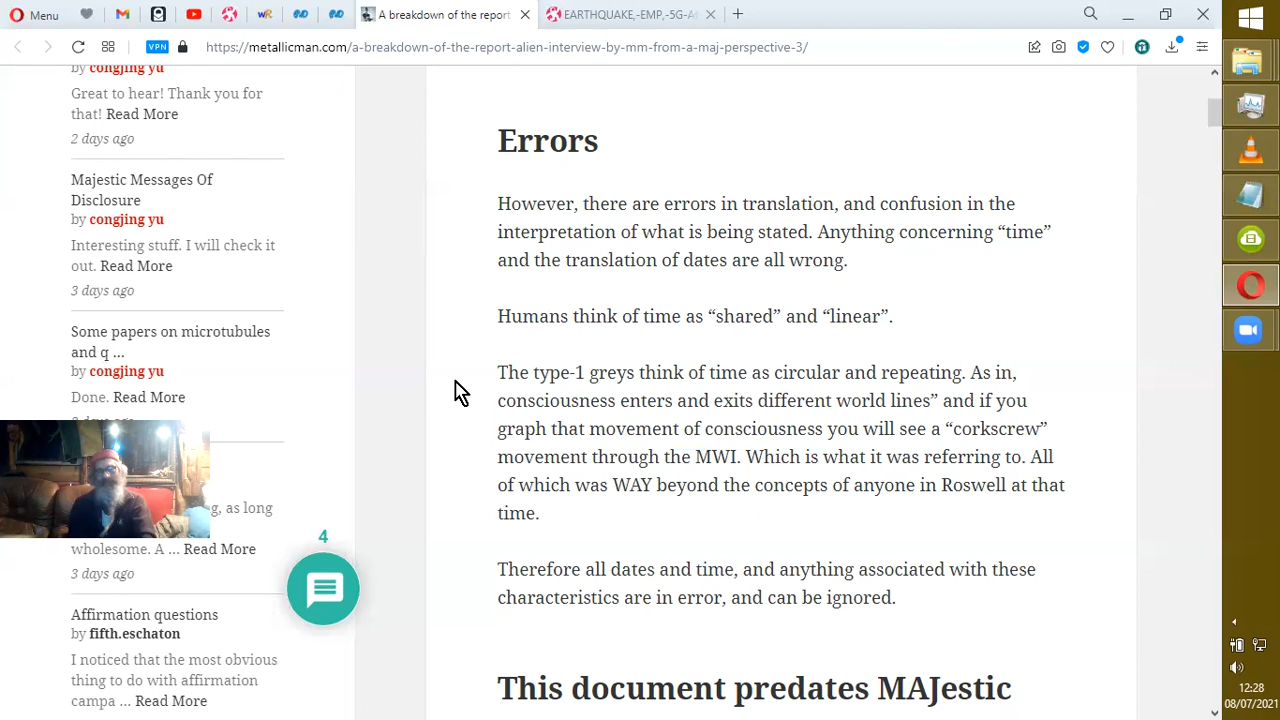 Menu
A breakdown of the report
EARTHQUAKE,-EMP,-5G-A
VPN
https://metallicman.com/a-breakdown-of-the-report-alien-interview-by-mm-from-a-maj-perspective-3/
by congjing yu
Great to hear! Thank you for
that! Read More
2 days ago
Majestic Messages Of
Disclosure
by congjing yu
Interesting stuff. I will check it
out. Read More
3 days ago
Some papers on microtubules
and q ...
by congjing yu
Done. Read More
g, as long
wholesome. A ... Read More
3 days ago
Affirmation questions
by fifth.eschaton
I noticed that the most obvious
thing to do with affirmation
campa ... Read More
4
Errors
However, there are errors in translation, and confusion in the
interpretation of what is being stated. Anything concerning “time”
and the translation of dates are all wrong.
Humans think of time as “shared” and “linear”.
The type-1 greys think of time as circular and repeating. As in,
consciousness enters and exits different world lines” and if you
graph that movement of consciousness you will see a “corkscrew”
movement through the MWI. Which is what it was referring to. All
of which was WAY beyond the concepts of anyone in Roswell at that
time.
Therefore all dates and time, and anything associated with these
characteristics are in error, and can be ignored.
This document predates MAJestic
12:28
08/07/2021